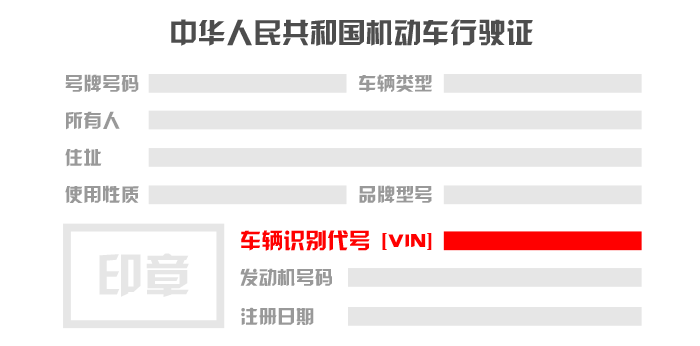 中华人民共和国机动车行驶证
号牌号码 车辆类型
所有人
住址
使用性质 品牌型号
印章
车辆识别代号 [VIN]
发动机号码
注册日期